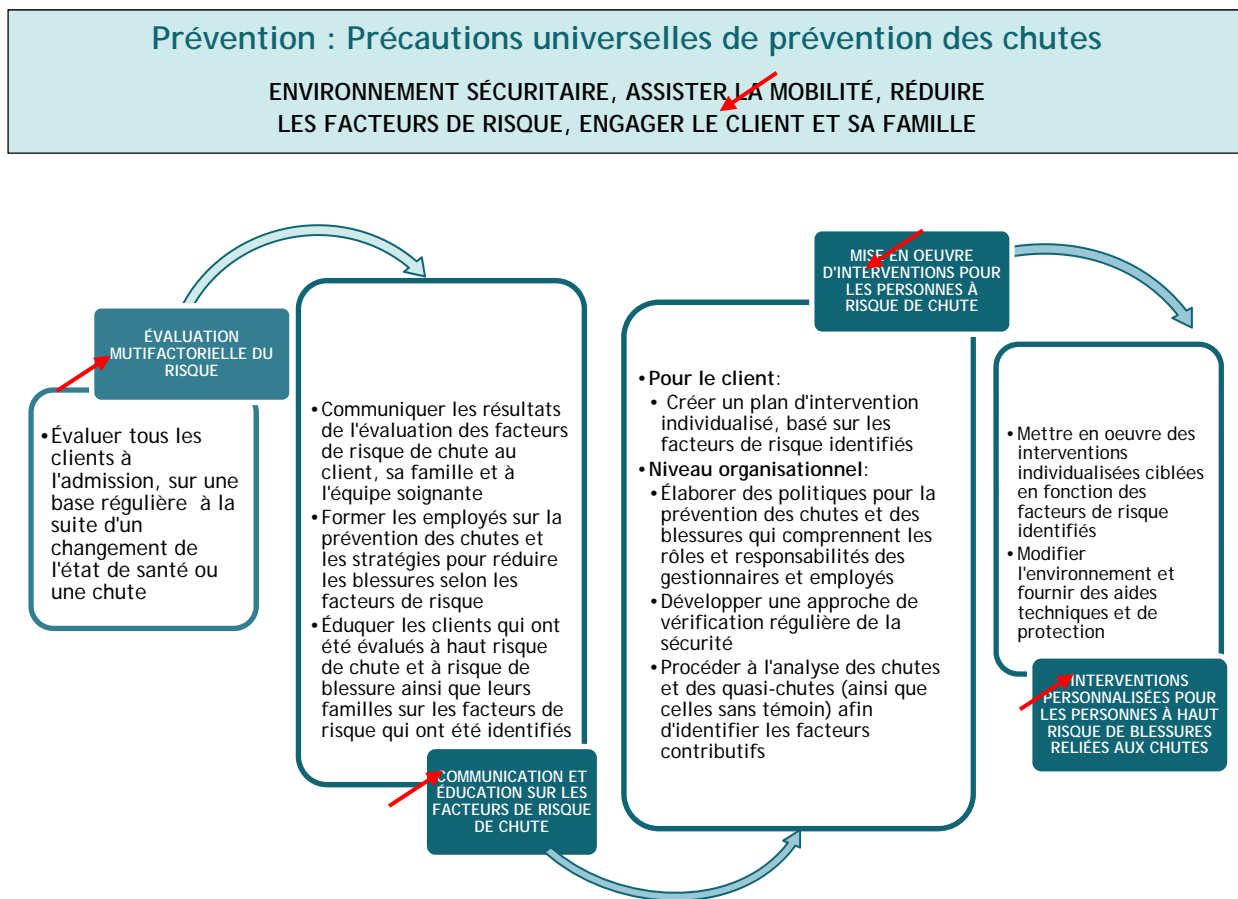 Prévention : Précautions universelles de prévention des chutes
ENVIRONNEMENT SÉCURITAIRE, ASSISTER LA MOBILITÉ, RÉDUIRE
LES FACTEURS DE RISQUE, ENGAGER LE CLIENT ET SA FAMILLE
ÉVALUATION
MUTIFACTORIELLE DU
RISQUE
•Évaluer tous les
clients à
l'admission, sur une
base régulière à la
suite d'un
changement de
l'état de santé ou
une chute
•Communiquer les résultats
de l'évaluation des facteurs
de risque de chute au
client, sa famille et à
l'équipe soignante
•Former les employés sur la
prévention des chutes et
les stratégies pour réduire
les blessures selon les
facteurs de risque
•Éduquer les clients qui ont
été évalués à haut risque
de chute et à risque de
blessure ainsi que leurs
familles sur les facteurs de
risque qui ont été identifiés
COMMUNICATION ET
ÉDUCATION SUR LES
FACTEURS DE RISQUE
DE CHUTE
MISE EN OEUVRE
D'INTERVENTIONS POUR
LES PERSONNES À
RISQUE DE CHUTE
•Pour le client:
• Créer un plan d'intervention
individualisé, basé sur les
facteurs de risque identifiés
•Niveau organisationnel:
•Élaborer des politiques pour la
prévention des chutes et des
blessures qui comprennent les
rôles et responsabilités des
gestionnaires et employés
•Développer une approche de
vérification régulière de la
sécurité
•Procéder à l'analyse des chutes
et des quasi-chutes (ainsi que
celles sans témoin) afin
d'identifier les facteurs
contributifs
•Mettre en oeuvre des
interventions
individualisées ciblées
en fonction des
facteurs de risque
identifiés
•Modifier
l'environnement et
fournir des aides
techniques et de
protection
INTERVENTIONS
PERSONNALISÉES POUR
LES PERSONNES À HAUT
RISQUE DE BLESSURES
RELIÉES AUX CHUTES